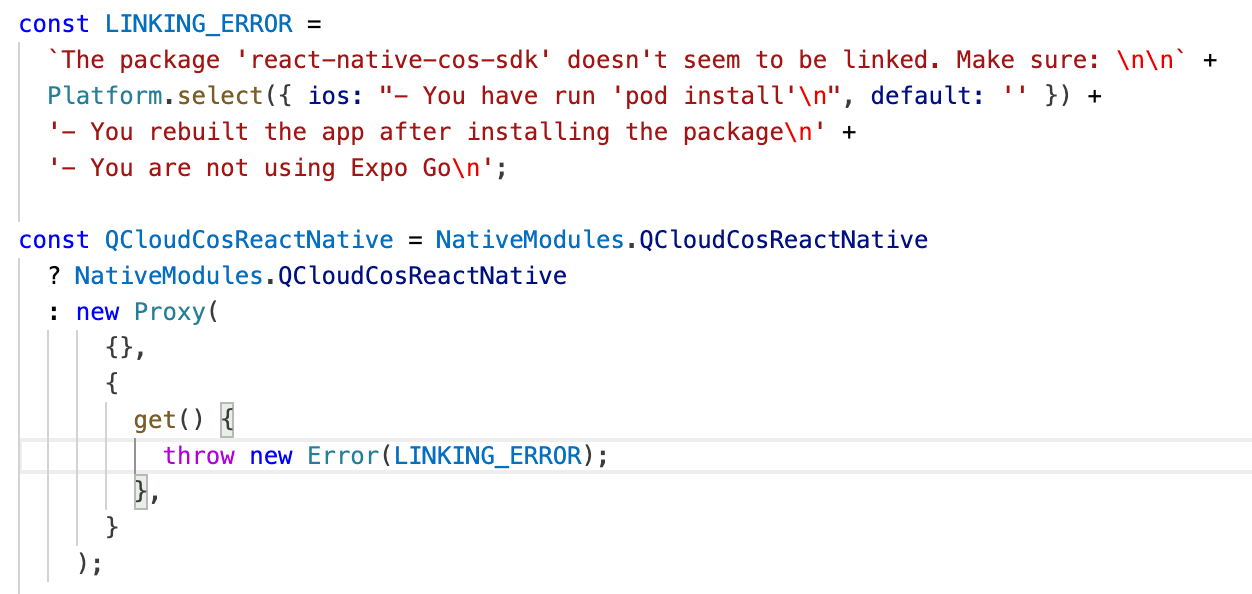 const LINKING_ERROR =
  `The package 'react-native-cos-sdk' doesn't seem to be linked. Make sure: \n\n` +
  Platform.select({ ios: "- You have run 'pod install'\n", default: '' }) +
  '- You rebuilt the app after installing the package\n' +
  '- You are not using Expo Go\n';

const QCloudCosReactNative = NativeModules.QCloudCosReactNative
  ? NativeModules.QCloudCosReactNative
  : new Proxy(
      {},
      {
        get() {
          throw new Error(LINKING_ERROR);
        },
      }
    );